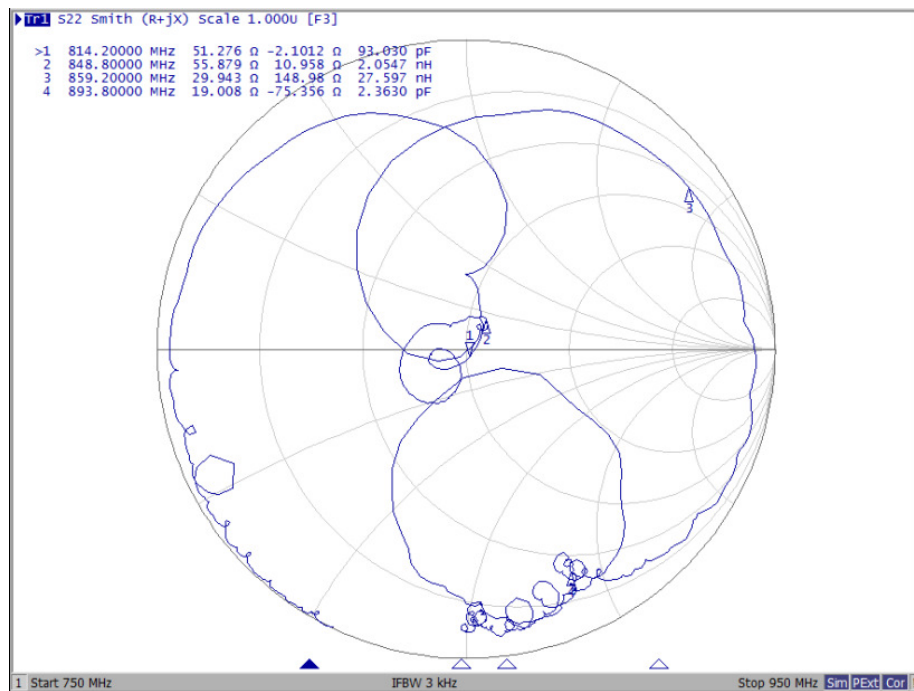 Tr1 S22 Smith (R+jX) Scale 1.000U [F3]
>1 814.20000 MHz 51.276 Ω -2.1012 Ω 93.030 pF
2 848.80000 MHz 55.879 Ω 10.958 Ω 2.0547 nH
3 859.20000 MHz 29.943 Ω 148.98 Ω 27.597 nH
4 893.80000 MHz 19.008 Ω -75.356 Ω 2.3630 pF
3
1
2
1 Start 750 MHz IFBW 3 kHz Stop 950 MHz Sim PExt Cor